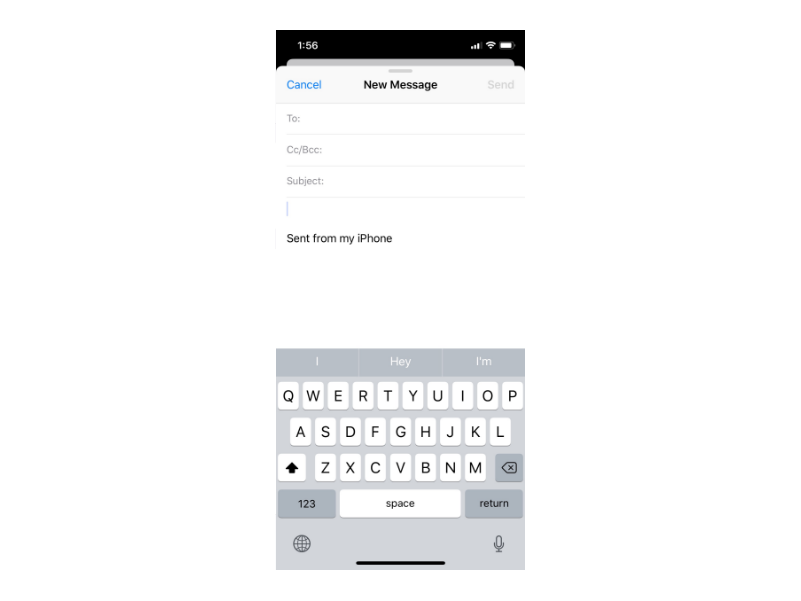 1:56
Cancel New Message Send
To:
Cc/Bcc:
Subject:
Sent from my iPhone
I Hey I'm
Q W E R T Y U I O P
A S D F G H J K L
Z X C V B N M
123 space return